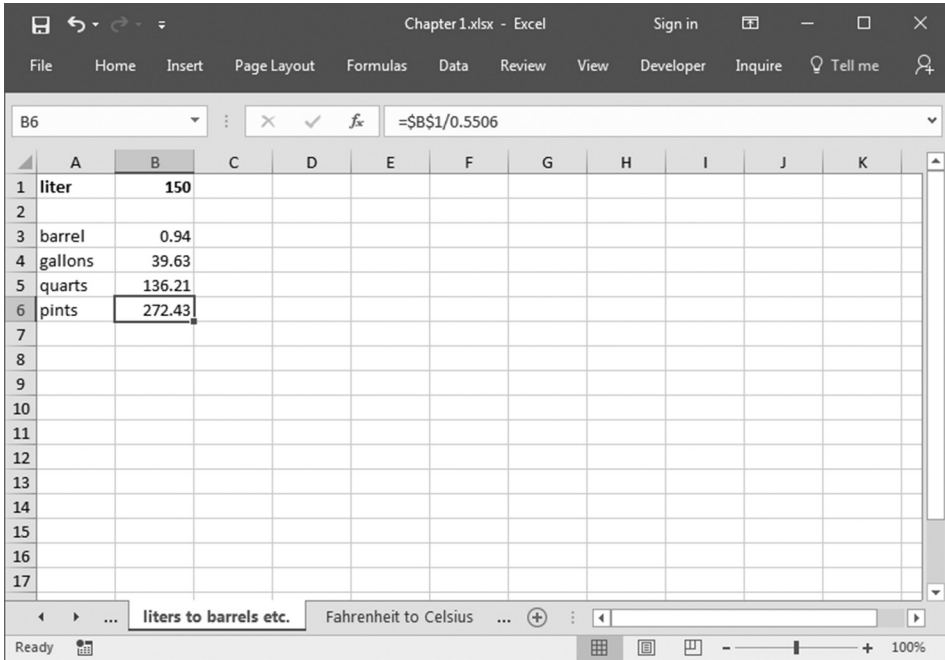 Chapter 1.xlsx - Excel Sign in
File Home Insert Page Layout Formulas Data Review View Developer Inquire Tell me
B6 fx =$B$1/0.5506
A B C D E F G H I J K
1 liter 150
2
3 barrel 0.94
4 gallons 39.63
5 quarts 136.21
6 pints 272.43
7
8
9
10
11
12
13
14
15
16
17
... liters to barrels etc. Fahrenheit to Celsius ...
Ready 100%